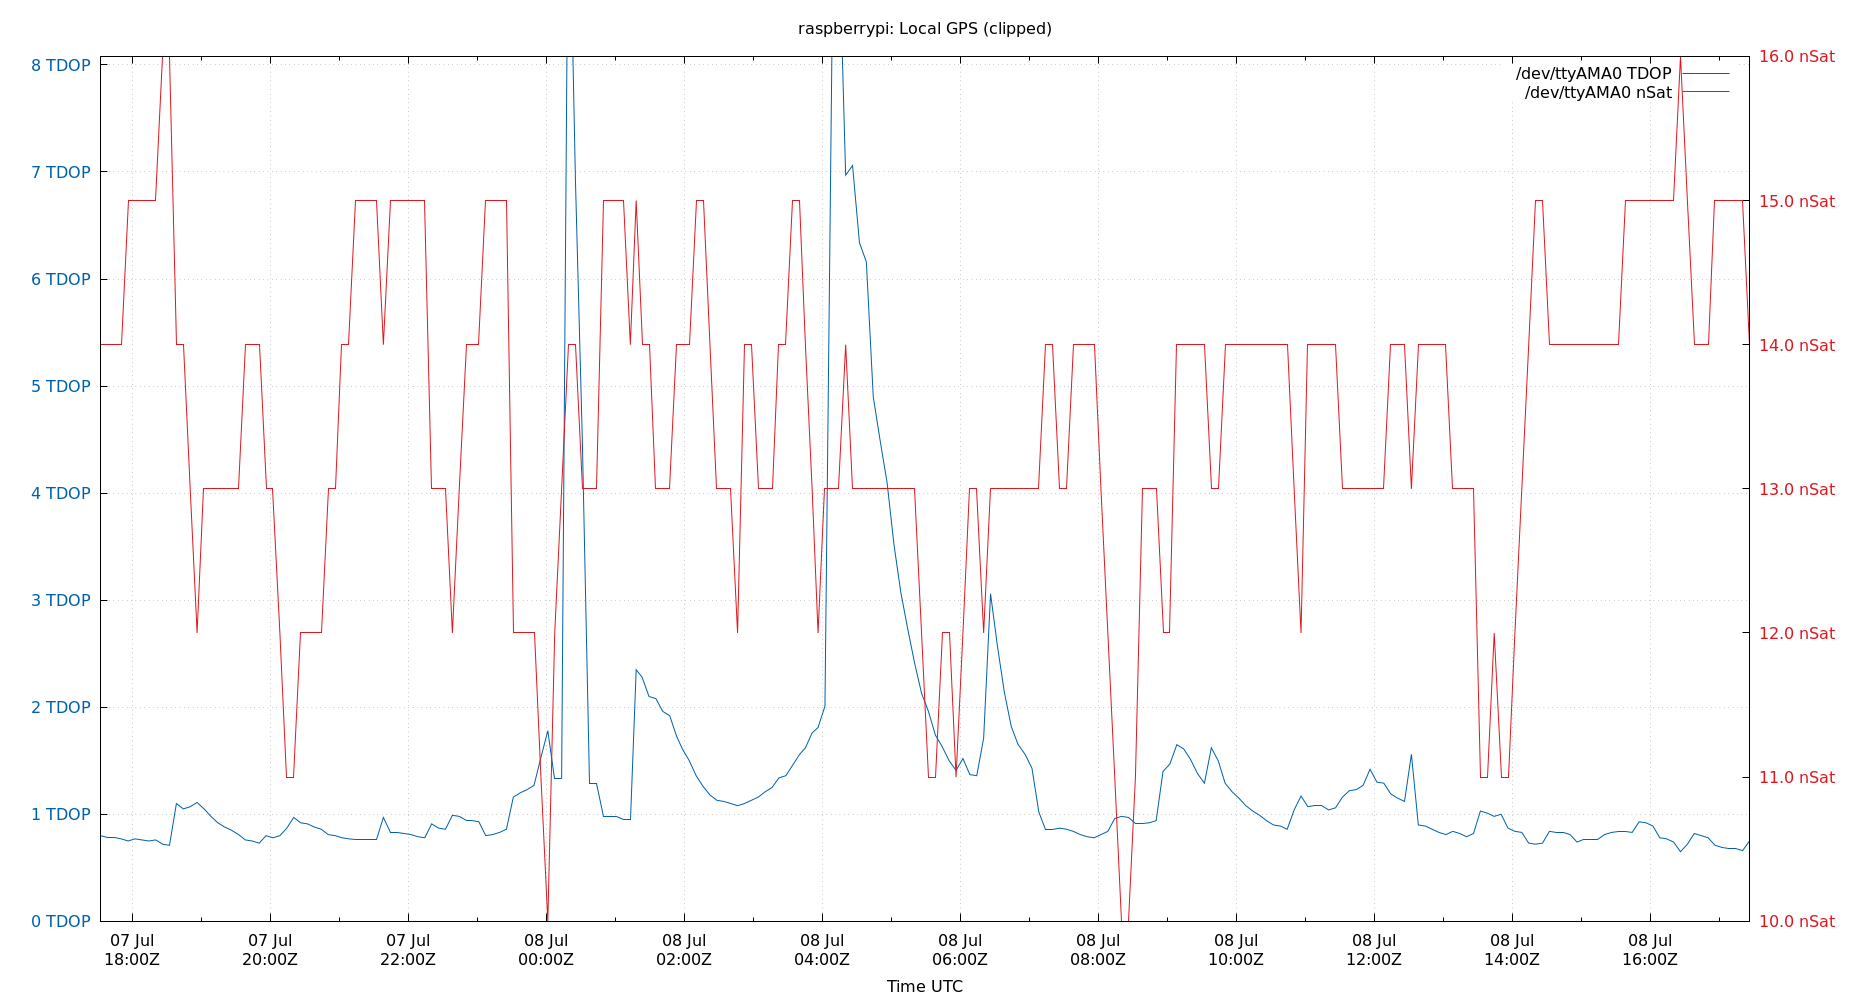 raspberrypi: Local GPS (clipped)
/dev/ttyAMA0 TDOP
/dev/ttyAMA0 nSat
8 TDOP
7 TDOP
6 TDOP
5 TDOP
4 TDOP
3 TDOP
2 TDOP
1 TDOP
0 TDOP
16.0 nSat
15.0 nSat
14.0 nSat
13.0 nSat
12.0 nSat
11.0 nSat
10.0 nSat
07 Jul 07 Jul 07 Jul 08 Jul 08 Jul 08 Jul 08 Jul 08 Jul 08 Jul 08 Jul 08 Jul 08 Jul
18:00Z 20:00Z 22:00Z 00:00Z 02:00Z 04:00Z 06:00Z 08:00Z 10:00Z 12:00Z 14:00Z 16:00Z
Time UTC